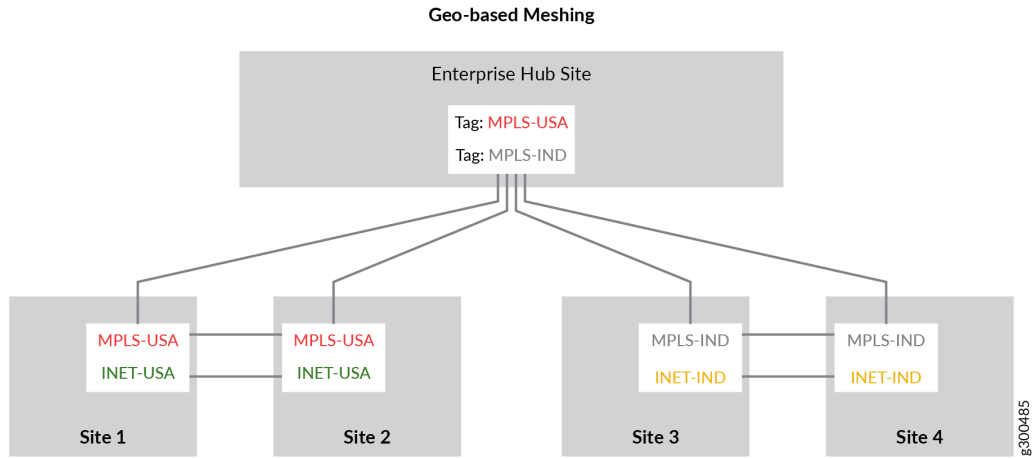 Geo-based Meshing
Enterprise Hub Site
Tag: MPLS-USA
Tag: MPLS-IND
MPLS-USA
INET-USA
Site 1
MPLS-USA
INET-USA
Site 2
MPLS-IND
INET-IND
Site 3
MPLS-IND
INET-IND
Site 4
g300485